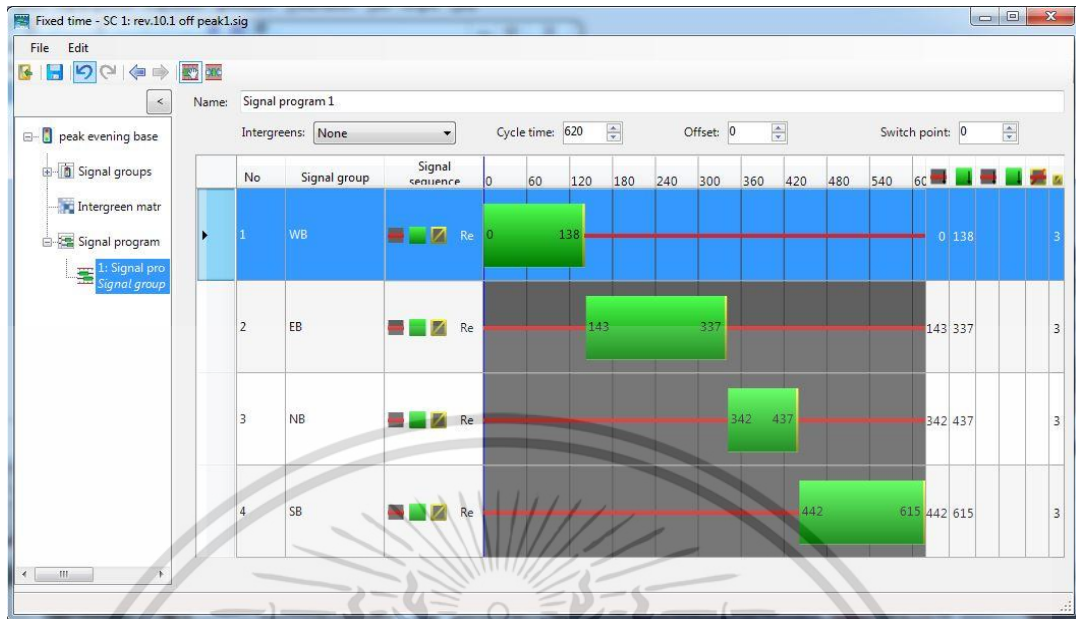 Fixed time - SC 1: rev.10.1 off peak1.sig
File Edit
Name: Signal program 1
Intergreens: None Cycle time: 620 Offset: 0 Switch point: 0
peak evening base
Signal groups
Intergreen matr
Signal program
1: Signal pro
Signal group
No Signal group Signal sequence 0 60 120 180 240 300 360 420 480 540 60
1 WB Re 0 138 0 138 3
2 EB Re 143 337 143 337 3
3 NB Re 342 437 342 437 3
4 SB Re 442 615 442 615 3